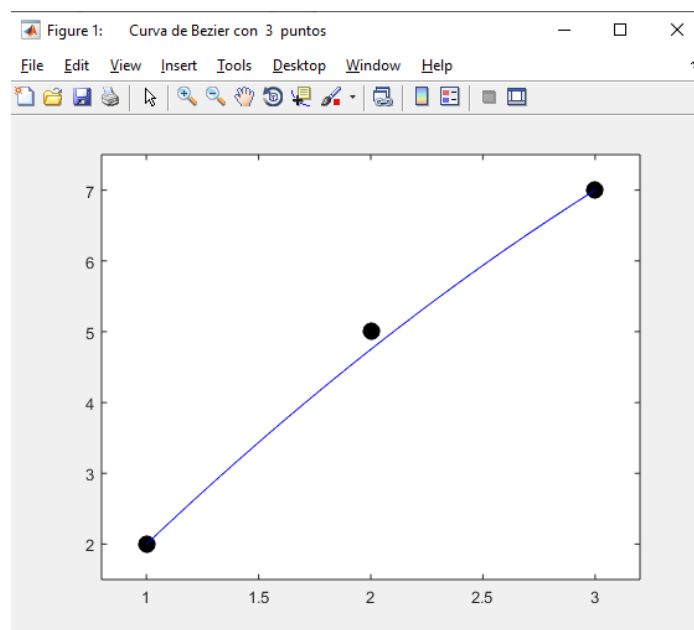 Figure 1: Curva de Bezier con 3 puntos
File Edit View Insert Tools Desktop Window Help
7
6
5
4
3
2
1 1.5 2 2.5 3